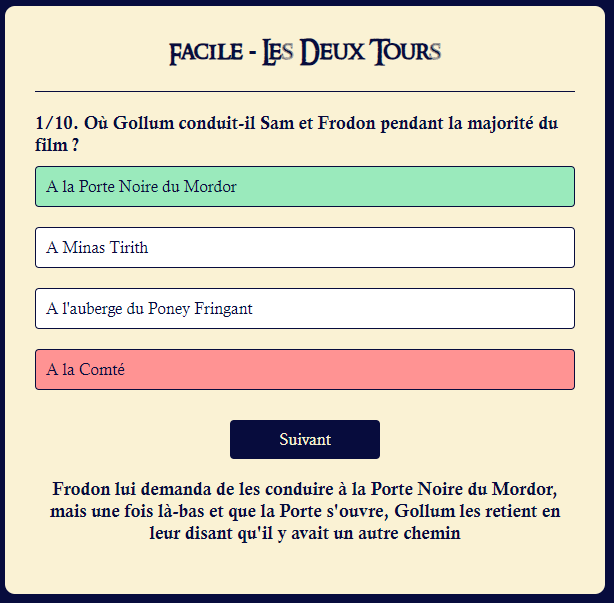 FACILE - LES DEUX TOURS
1/10. Où Gollum conduit-il Sam et Frodon pendant la majorité du
film ?
A la Porte Noire du Mordor
A Minas Tirith
A l'auberge du Poney Fringant
A la Comté
Suivant
Frodon lui demanda de les conduire à la Porte Noire du Mordor,
mais une fois là-bas et que la Porte s'ouvre, Gollum les retient en
leur disant qu'il y avait un autre chemin